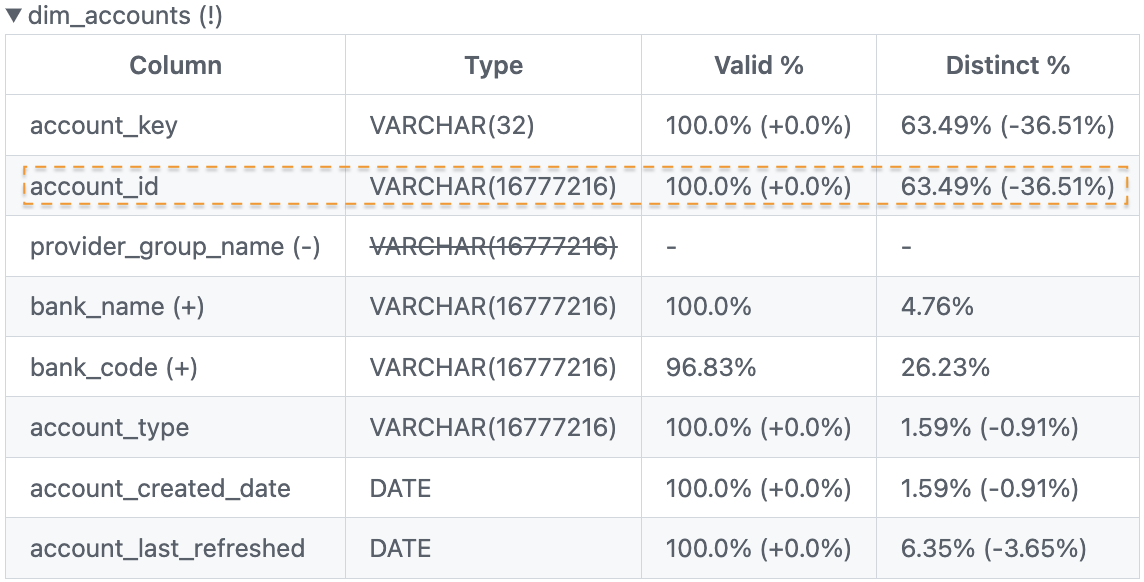 ▼ dim_accounts (!)
Column Type Valid % Distinct %
account_key VARCHAR(32) 100.0% (+0.0%) 63.49% (-36.51%)
account_id VARCHAR(16777216) 100.0% (+0.0%) 63.49% (-36.51%)
provider_group_name (-) VARCHAR(16777216) - -
bank_name (+) VARCHAR(16777216) 100.0% 4.76%
bank_code (+) VARCHAR(16777216) 96.83% 26.23%
account_type VARCHAR(16777216) 100.0% (+0.0%) 1.59% (-0.91%)
account_created_date DATE 100.0% (+0.0%) 1.59% (-0.91%)
account_last_refreshed DATE 100.0% (+0.0%) 6.35% (-3.65%)